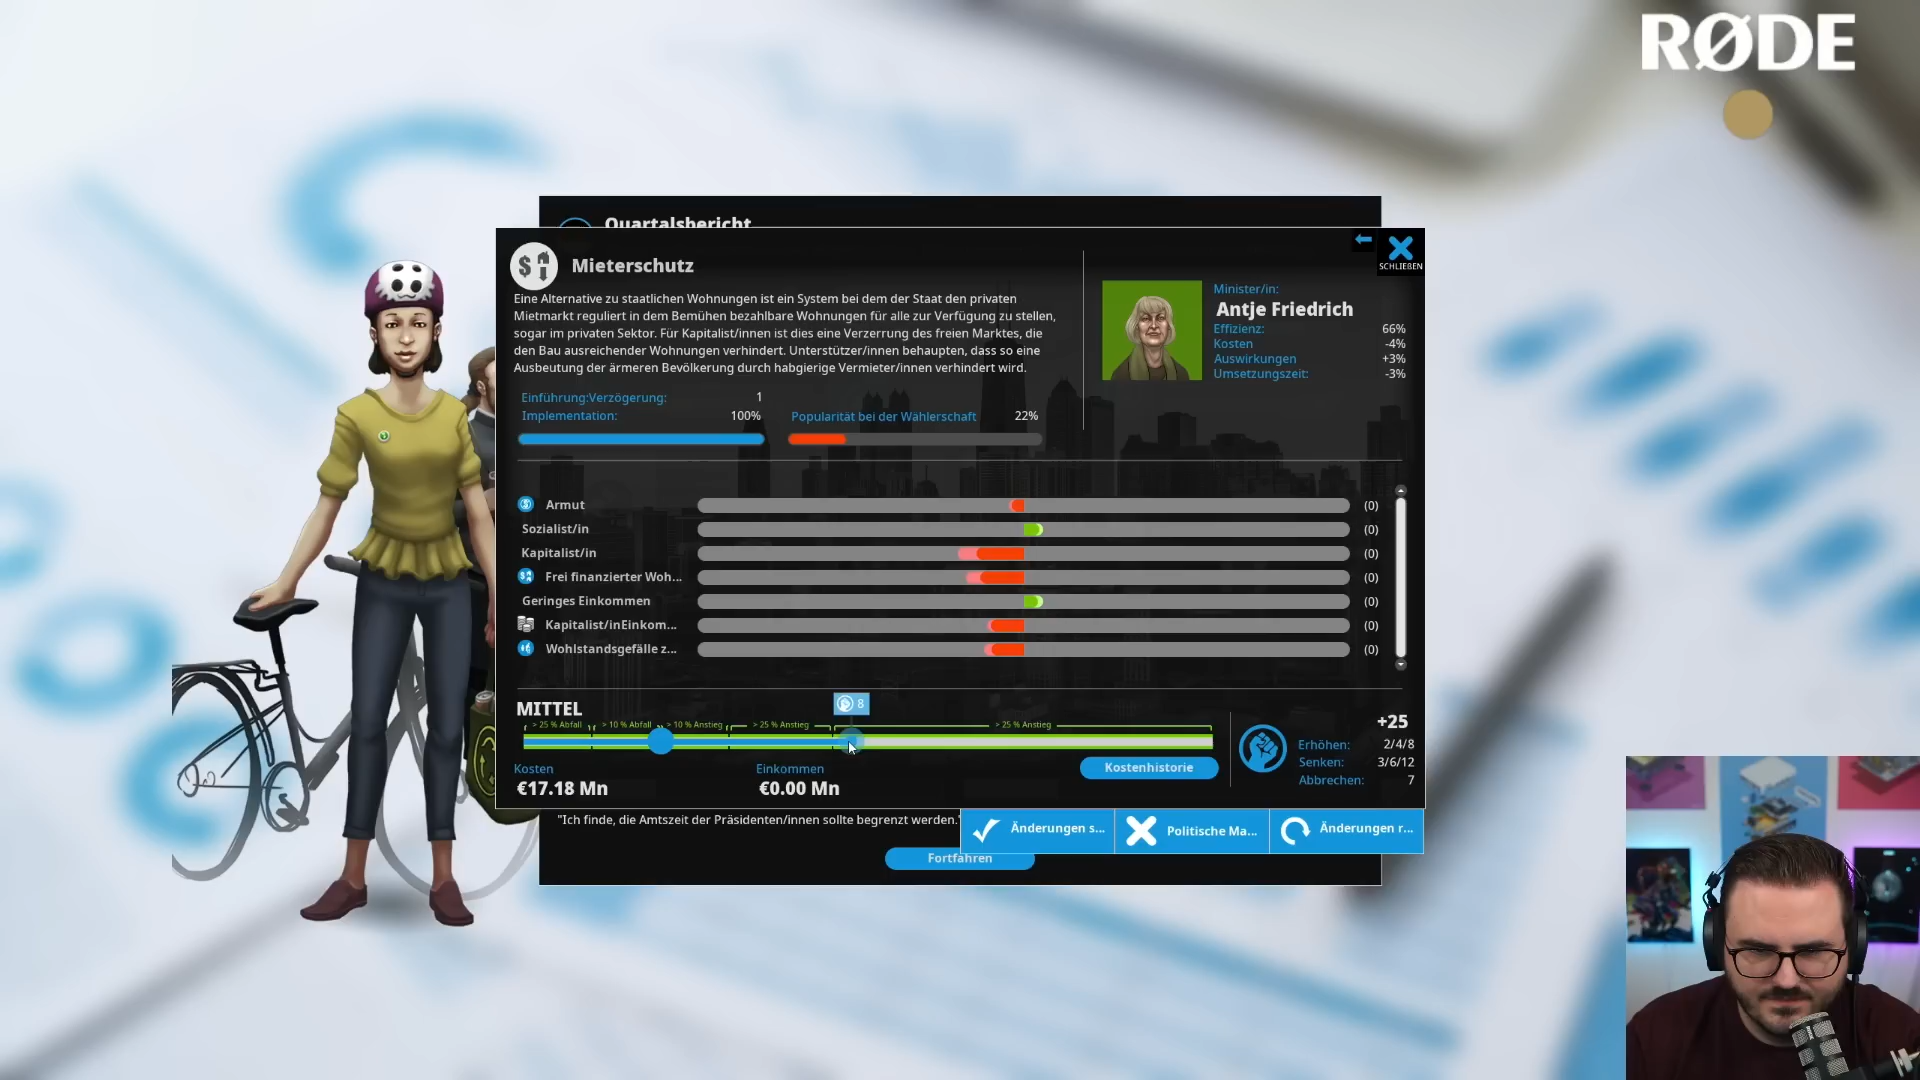 RØDE
Quartalsbericht
SCHLIEßEN
Mieterschutz
Eine Alternative zu staatlichen Wohnungen ist ein System bei dem der Staat den privaten
Mietmarkt reguliert in dem Bemühen bezahlbare Wohnungen für alle zur Verfügung zu stellen,
sogar im privaten Sektor. Für Kapitalist/innen ist dies eine Verzerrung des freien Marktes, die
den Bau ausreichender Wohnungen verhindert. Unterstützer/innen behaupten, dass so eine
Ausbeutung der ärmeren Bevölkerung durch habgierige Vermieter/innen verhindert wird.
Einführung:Verzögerung: 1
Implementation: 100%
Popularität bei der Wählerschaft 22%
Minister/in:
Antje Friedrich
Effizienz: 66%
Kosten -4%
Auswirkungen +3%
Umsetzungszeit: -3%
Armut (0)
Sozialist/in (0)
Kapitalist/in (0)
Frei finanzierter Woh... (0)
Geringes Einkommen (0)
Kapitalist/inEinkom... (0)
Wohlstandsgefälle z... (0)
MITTEL
8
> 25 % Abfall > 10 % Abfall > 10 % Anstieg > 25 % Anstieg > 25 % Anstieg
Kosten
€17.18 Mn
Einkommen
€0.00 Mn
Kostenhistorie
+25
Erhöhen: 2/4/8
Senken: 3/6/12
Abbrechen: 7
"Ich finde, die Amtszeit der Präsidenten/innen sollte begrenzt werden."
Änderungen s...
Politische Ma...
Änderungen r...
Fortfahren